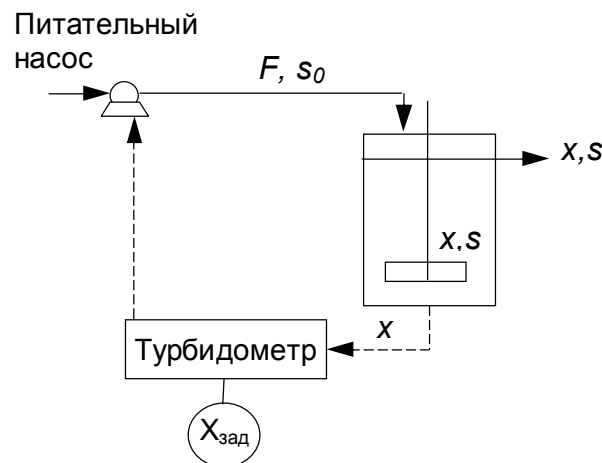 Питательный
насос
F, s₀
x,s
x,s
x
Турбидометр
Xзад